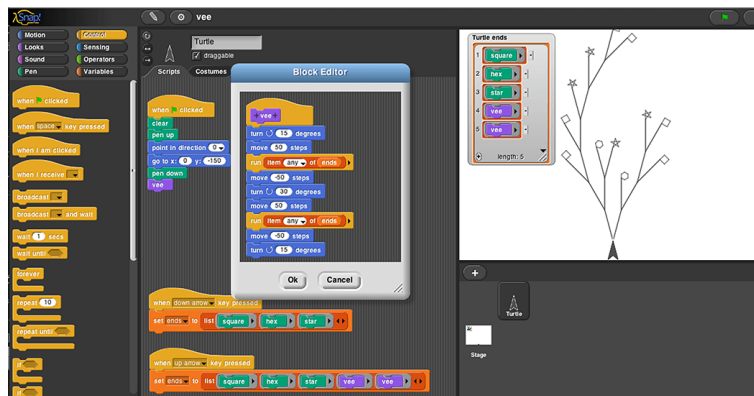 Snap!
vee
Motion
Control
Looks
Sensing
Sound
Operators
Pen
Variables
when clicked
when space key pressed
when I am clicked
when I receive
broadcast
broadcast and wait
wait 1 secs
wait until
forever
repeat 10
repeat until
if
if
Turtle
draggable
Scripts
Costumes
when clicked
clear
pen up
point in direction 0
go to x: 0 y: -150
pen down
vee
Block Editor
vee
turn 15 degrees
move 50 steps
run item any of ends
move -50 steps
turn 30 degrees
move 50 steps
run item any of ends
move -50 steps
turn 15 degrees
Ok
Cancel
when down arrow key pressed
set ends to list square hex star
when up arrow key pressed
set ends to list square hex star vee vee
Turtle ends
1 square
2 hex
3 star
4 vee
5 vee
+ length: 5
+
Turtle
Stage